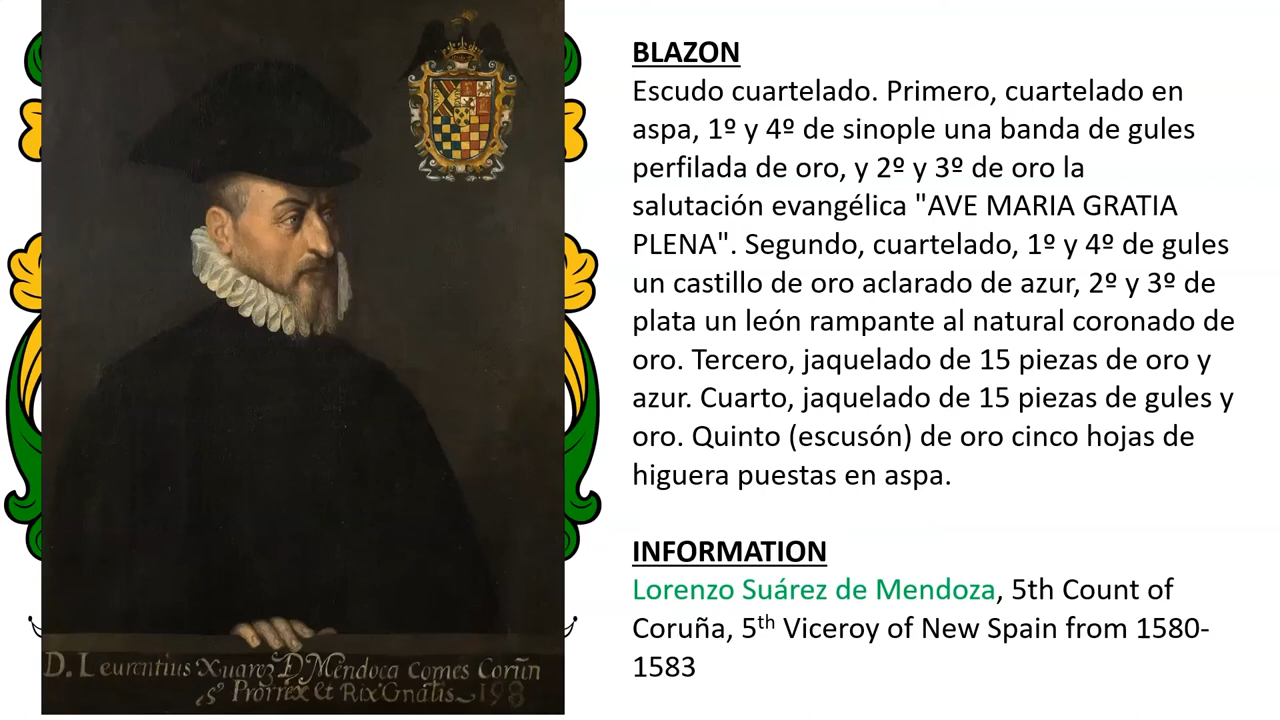 BLAZON
Escudo cuartelado. Primero, cuartelado en
aspa, 1º y 4º de sinople una banda de gules
perfilada de oro, y 2º y 3º de oro la
salutación evangélica "AVE MARIA GRATIA
PLENA". Segundo, cuartelado, 1º y 4º de gules
un castillo de oro aclarado de azur, 2º y 3º de
plata un león rampante al natural coronado de
oro. Tercero, jaquelado de 15 piezas de oro y
azur. Cuarto, jaquelado de 15 piezas de gules y
oro. Quinto (escusón) de oro cinco hojas de
higuera puestas en aspa.
INFORMATION
Lorenzo Suárez de Mendoza, 5th Count of
Coruña, 5th Viceroy of New Spain from 1580-
1583
D. Leurentius Xuarez D Mendoca Comes Coruñ
Prorrex et